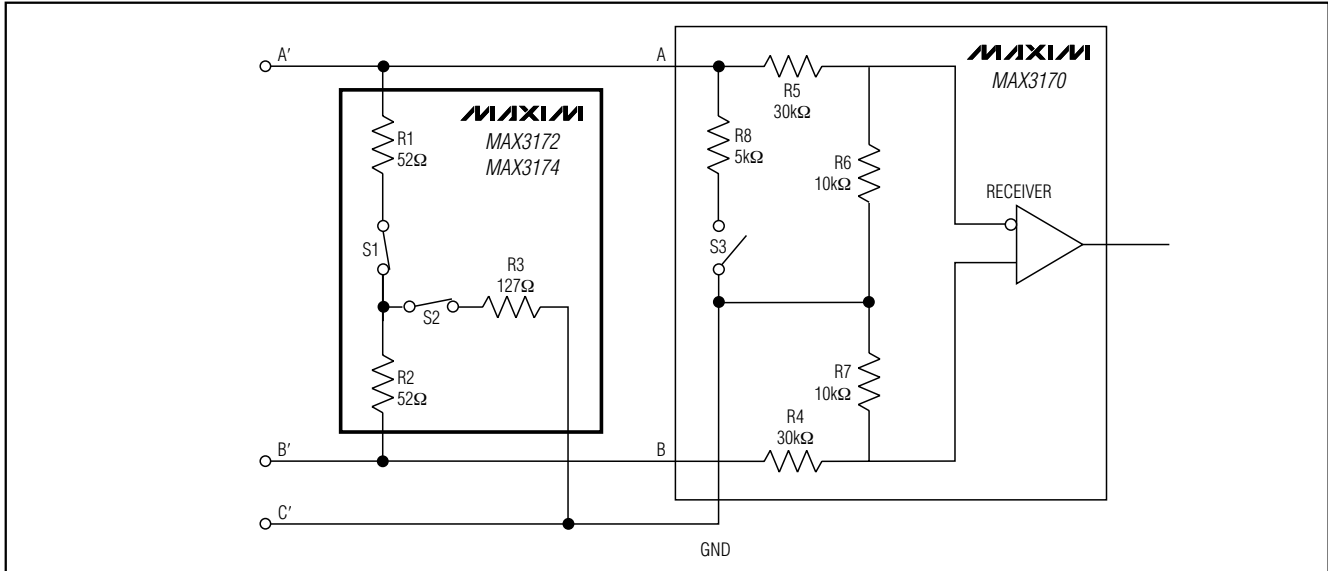 A′
A
MAXIM
MAX3170
R5
30kΩ
MAXIM
MAX3172
MAX3174
R1
52Ω
R8
5kΩ
R6
10kΩ
RECEIVER
S1
S3
R3
127Ω
S2
R2
52Ω
R7
10kΩ
R4
30kΩ
B′
B
C′
GND